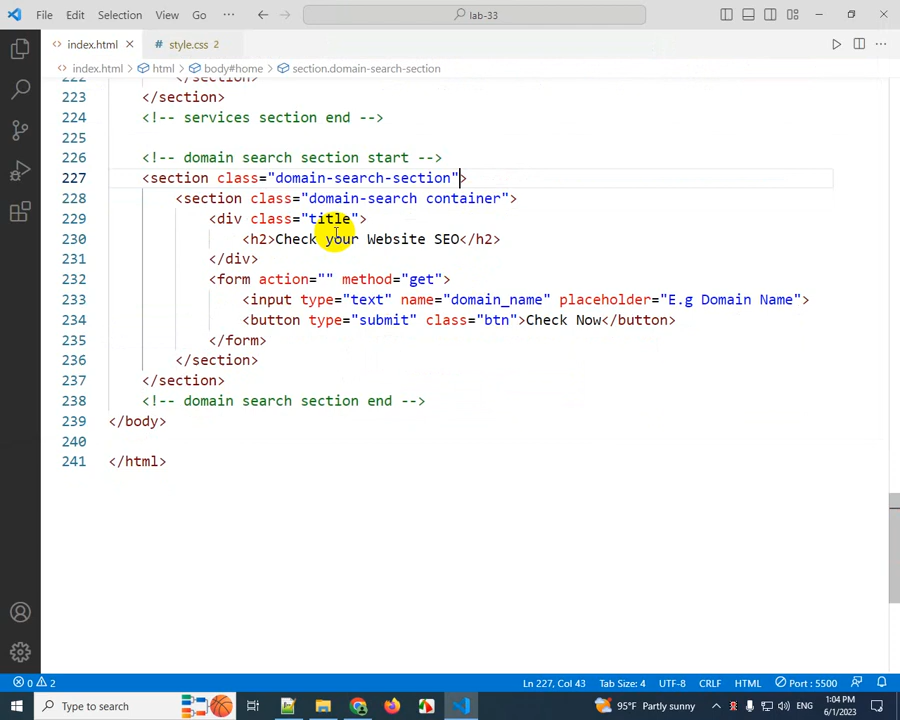 File Edit Selection View Go ··· lab-33
index.html style.css 2
index.html > html > body#home > section.domain-search-section
222 </section>
223 </section>
224 <!-- services section end -->
225
226 <!-- domain search section start -->
227 <section class="domain-search-section">
228 <section class="domain-search container">
229 <div class="title">
230 <h2>Check your Website SEO</h2>
231 </div>
232 <form action="" method="get">
233 <input type="text" name="domain_name" placeholder="E.g Domain Name">
234 <button type="submit" class="btn">Check Now</button>
235 </form>
236 </section>
237 </section>
238 <!-- domain search section end -->
239 </body>
240
241 </html>
0 2 Ln 227, Col 43 Tab Size: 4 UTF-8 CRLF HTML Port : 5500
Type to search 95°F Partly sunny ENG 1:04 PM
6/1/2023